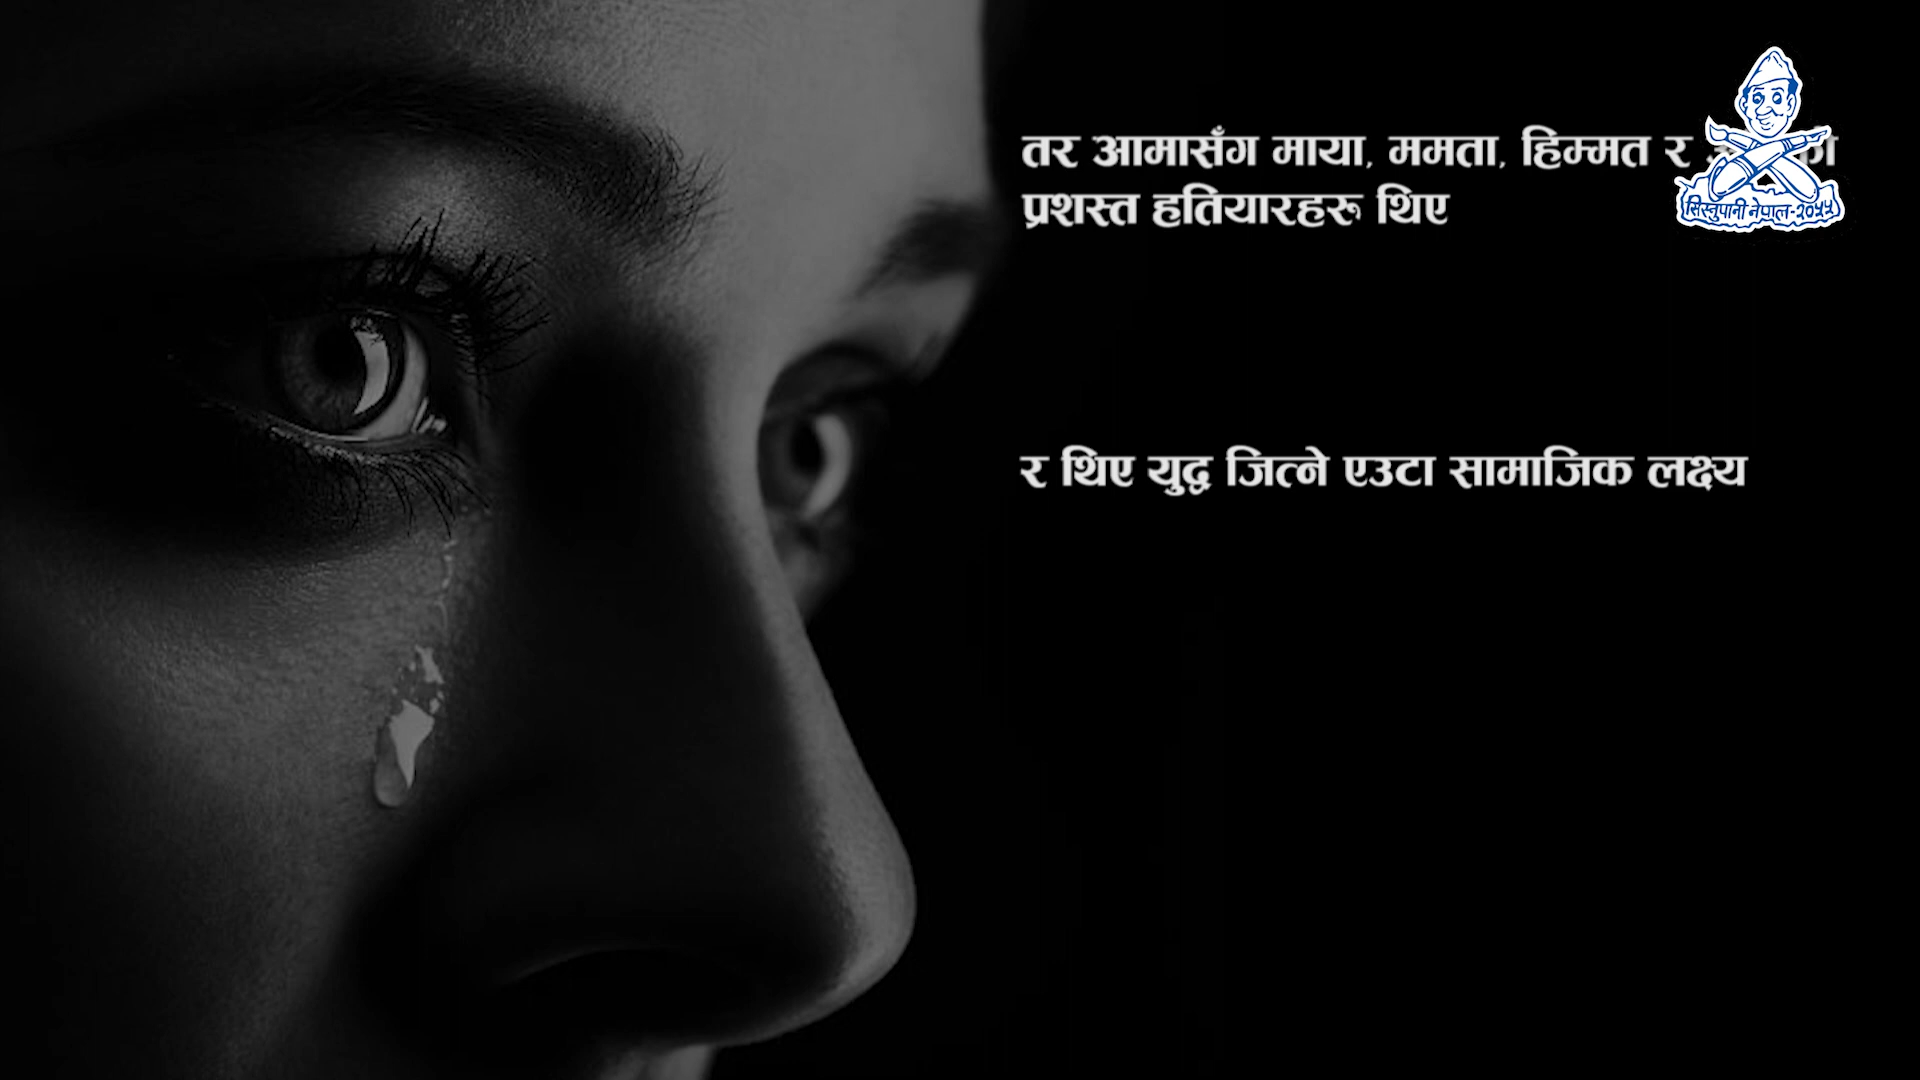 तर आमासँग माया, ममता, हिम्मत र
प्रशस्त हतियारहरू थिए
र थिए युद्ध जित्ने एउटा सामाजिक लक्ष्य
सिस्नुपानी नेपाल-२०५५